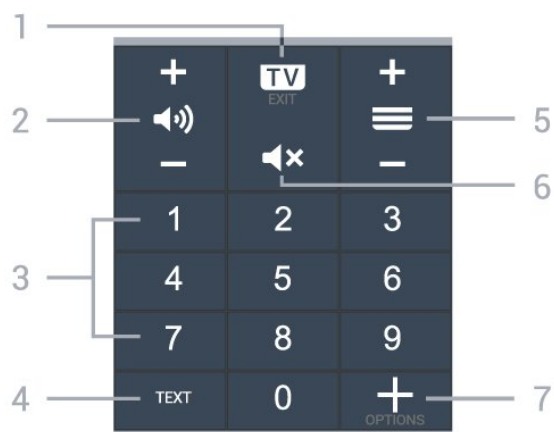 1
+ TV +
EXIT
2 5
- -
6
1 2 3
3
4 5 6
7 8 9
4 TEXT 0 + 7
OPTIONS